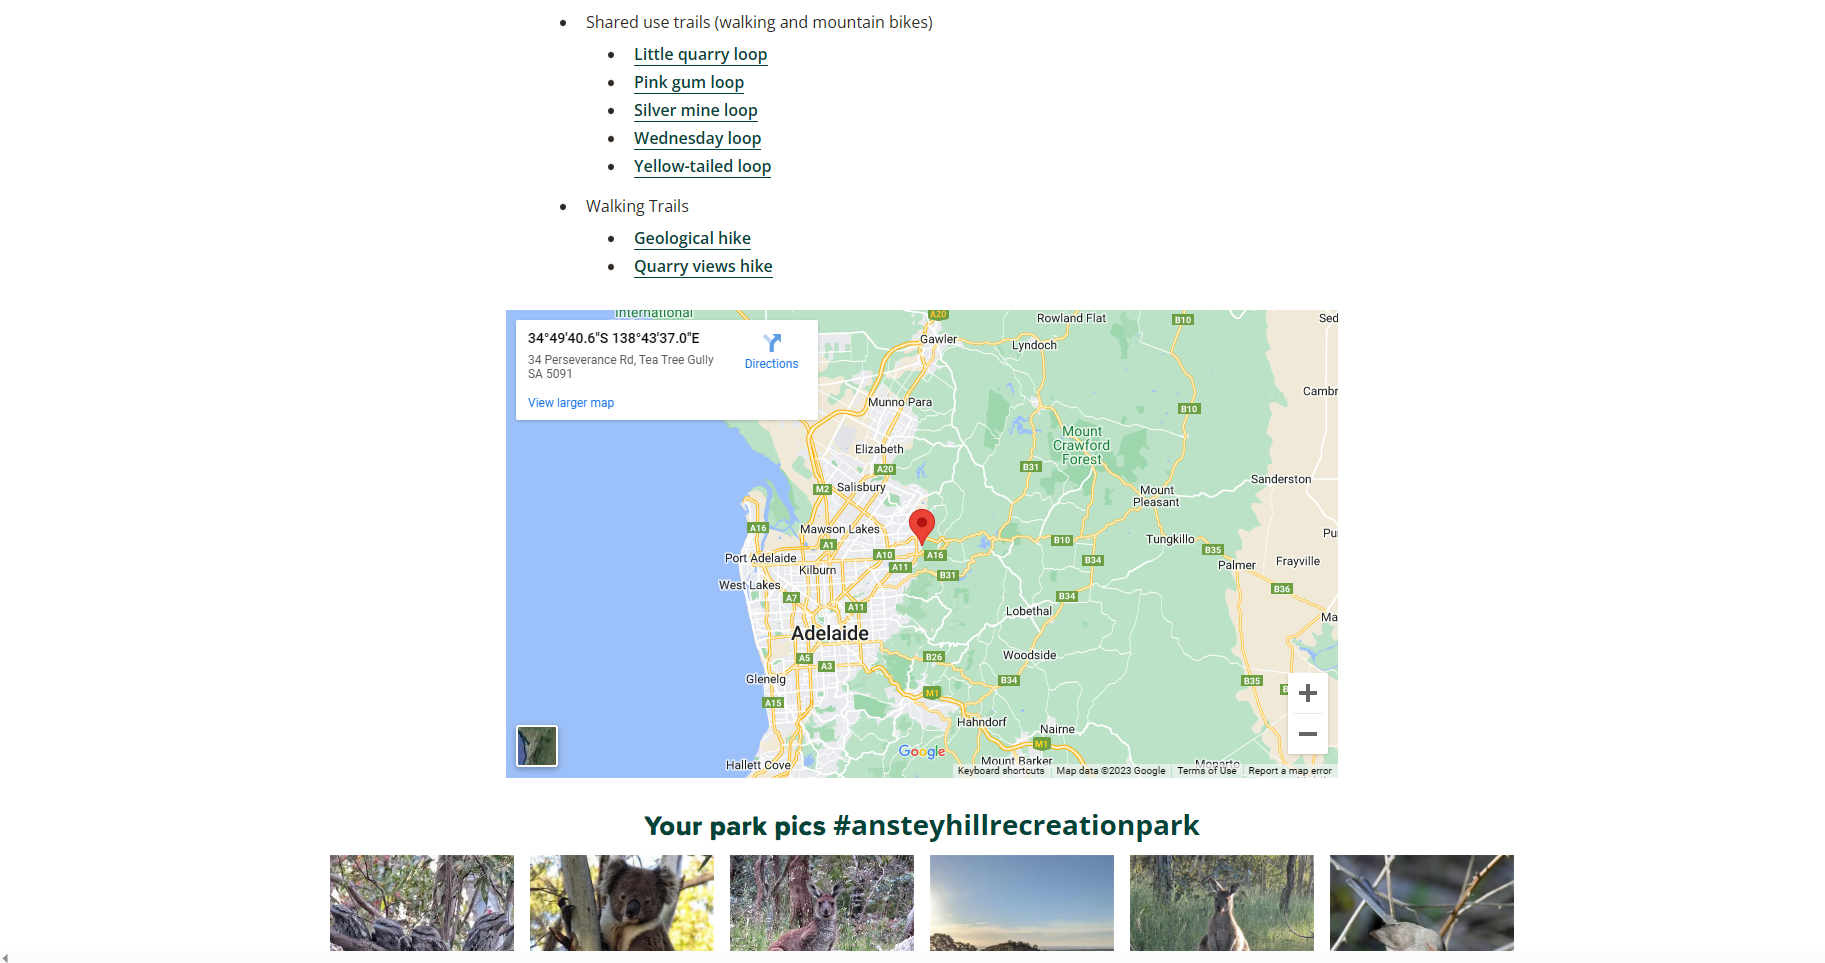 Shared use trails (walking and mountain bikes)
Little quarry loop
Pink gum loop
Silver mine loop
Wednesday loop
Yellow-tailed loop
Walking Trails
Geological hike
Quarry views hike
International
34°49'40.6"S 138°43'37.0"E
34 Perseverance Rd, Tea Tree Gully
SA 5091
Directions
View larger map
A20
Rowland Flat
B10
Sed
Gawler
Lyndoch
Cambr
Munno Para
B10
Mount
Crawford
Forest
Elizabeth
A20
B31
Sanderston
M2
Salisbury
Mount
Pleasant
A16
Mawson Lakes
Pu
A1
B10
Tungkillo
B35
Port Adelaide
A10
A16
B34
Palmer
Frayville
Kilburn
A11
B31
West Lakes
A7
B34
B36
A11
Lobethal
Ma
Adelaide
A5
A3
B26
Woodside
Glenelg
B34
B35
B
A15
M1
Hahndorf
Nairne
M1
Google
Hallett Cove
Mount Barker
Monarto
Keyboard shortcuts
Map data ©2023 Google
Terms of Use
Report a map error
Your park pics #ansteyhillrecreationpark